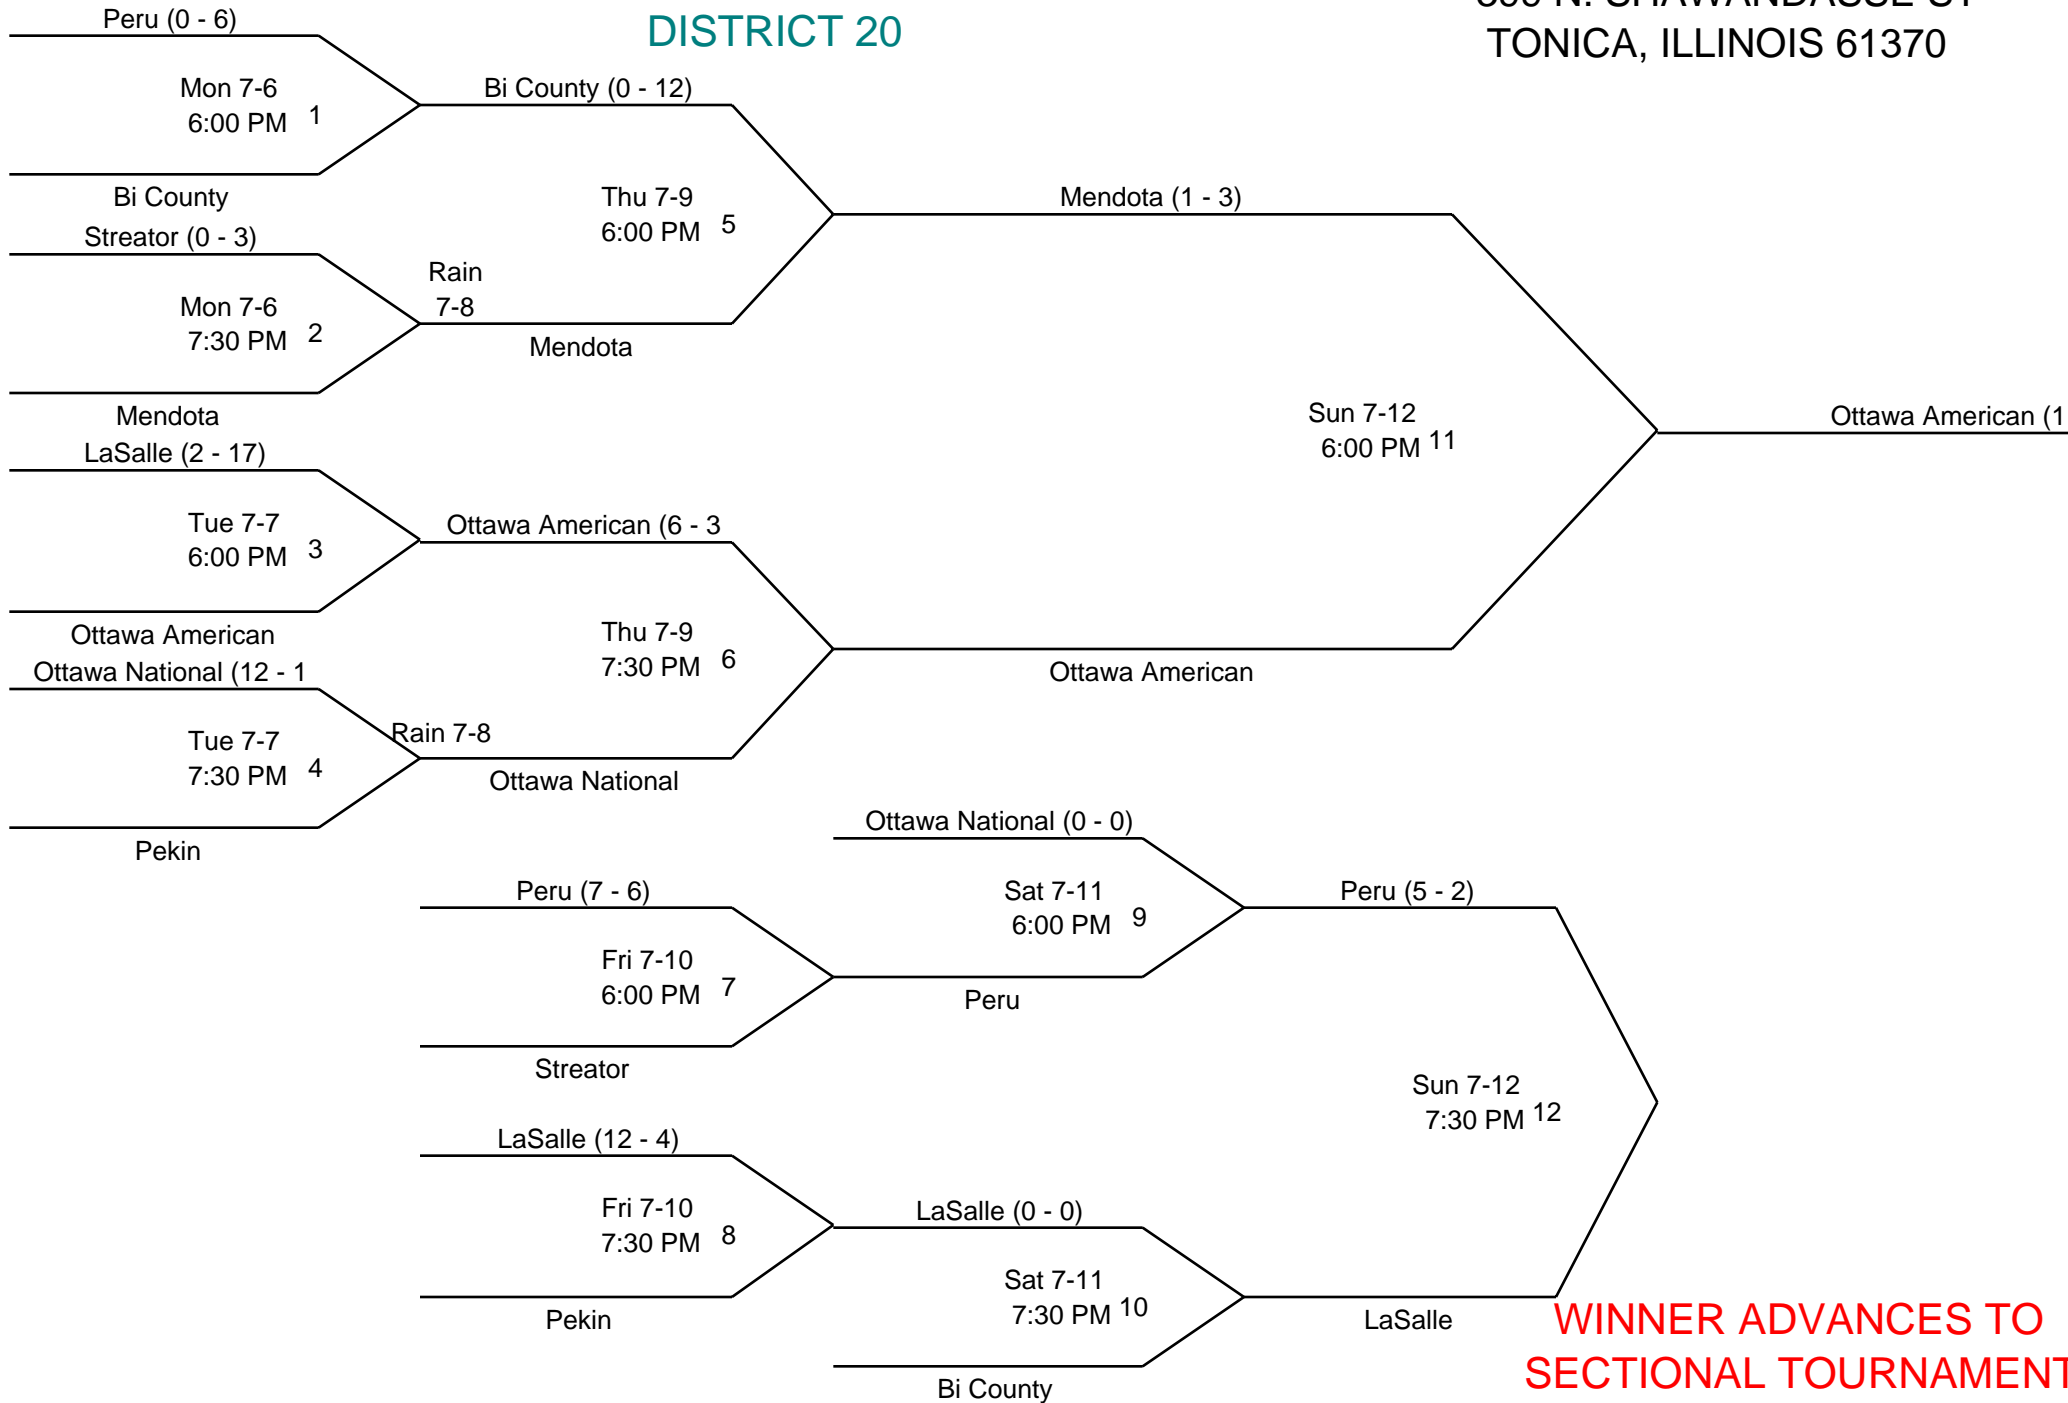 Peru (0 - 6)
DISTRICT 20
TONICA, ILLINOIS 61370
Mon 7-6
6:00 PM 1
Bi County (0 - 12)
Bi County
Thu 7-9
6:00 PM 5
Mendota (1 - 3)
Streator (0 - 3)
Rain
7-8
Mon 7-6
7:30 PM 2
Mendota
Mendota
Sun 7-12
6:00 PM 11
Ottawa American (1
LaSalle (2 - 17)
Tue 7-7
6:00 PM 3
Ottawa American (6 - 3
Ottawa American
Thu 7-9
7:30 PM 6
Ottawa American
Ottawa National (12 - 1
Tue 7-7
7:30 PM 4
Rain 7-8
Ottawa National
Pekin
Ottawa National (0 - 0)
Peru (7 - 6)
Sat 7-11
6:00 PM 9
Peru (5 - 2)
Fri 7-10
6:00 PM 7
Peru
Streator
Sun 7-12
7:30 PM 12
LaSalle (12 - 4)
Fri 7-10
7:30 PM 8
LaSalle (0 - 0)
Pekin
Sat 7-11
7:30 PM 10
LaSalle
Bi County
WINNER ADVANCES TO
SECTIONAL TOURNAMENT